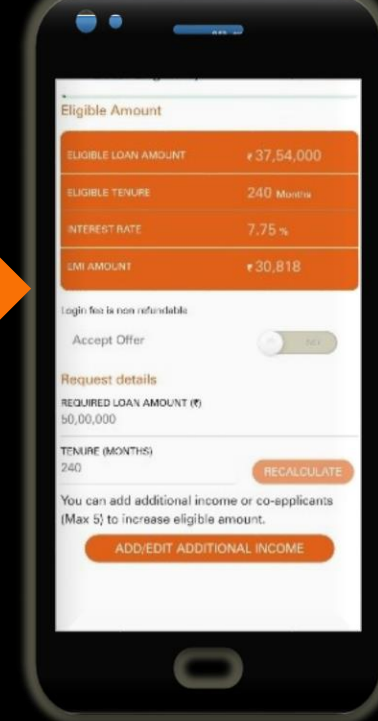 Eligible Amount
ELIGIBLE LOAN AMOUNT ₹37,54,000
ELIGIBLE TENURE 240 Months
INTEREST RATE 7.75 %
EMI AMOUNT ₹30,818
Login fee is non refundable
Accept Offer NO
Request details
REQUIRED LOAN AMOUNT (₹)
50,00,000
TENURE (MONTHS)
240
RECALCULATE
You can add additional income or co-applicants
(Max 5) to increase eligible amount.
ADD/EDIT ADDITIONAL INCOME